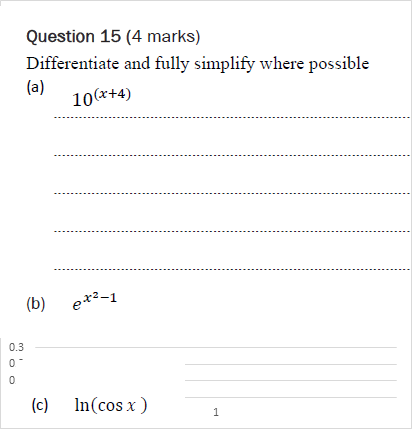 Question 15 (4 marks)
Differentiate and fully simplify where possible
(a)
10^(x+4)
(b) e^x²−1
0.3
0 -
0
(c) ln(cos x )
1